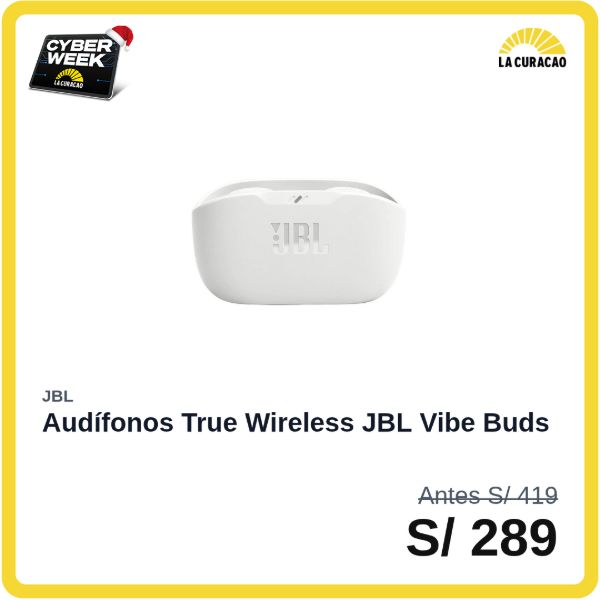 CYBER
WEEK
LA CURACAO
LA CURACAO
JBL
JBL
Audífonos True Wireless JBL Vibe Buds
Antes S/ 419
S/ 289